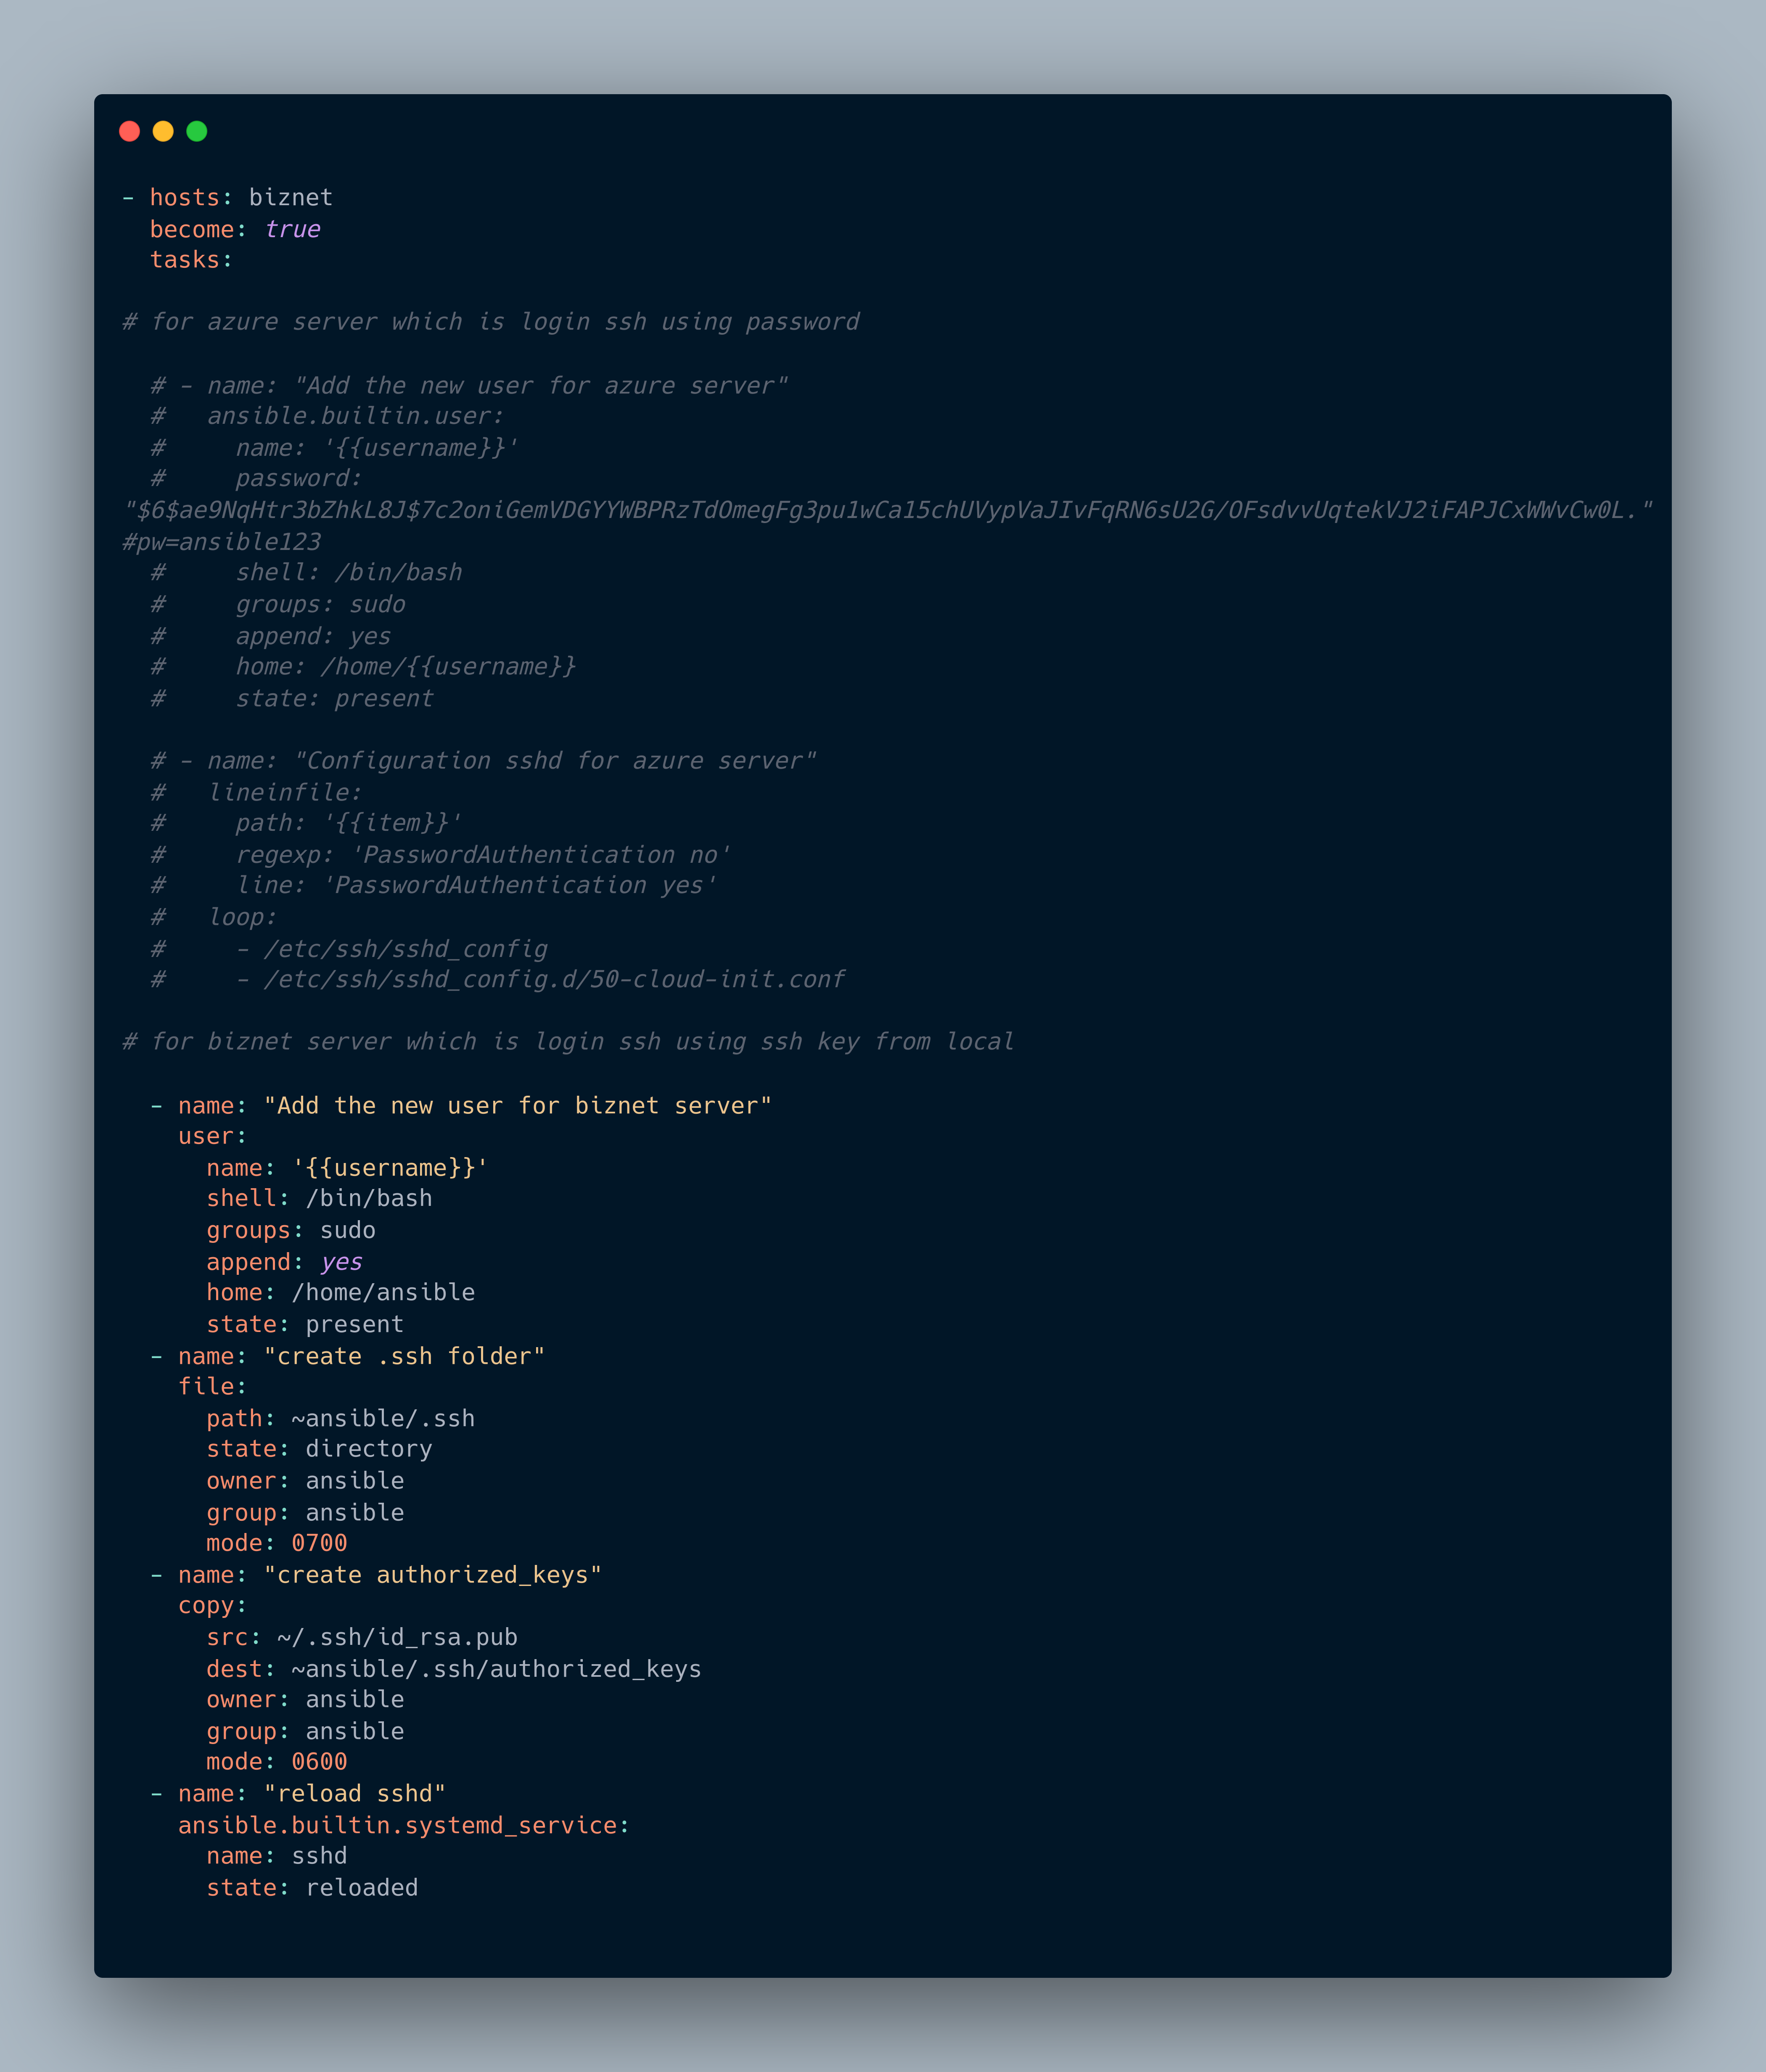 - hosts: biznet
  become: true
  tasks:

# for azure server which is login ssh using password

  # - name: "Add the new user for azure server"
  #   ansible.builtin.user:
  #     name: '{{username}}'
  #     password:
"$6$ae9NqHtr3bZhkL8J$7c2oniGemVDGYYWBPRzTdOmegFg3pu1wCa15chUVypVaJIvFqRN6sU2G/OFsdvvUqtekVJ2iFAPJCxWWvCw0L."
#pw=ansible123
  #     shell: /bin/bash
  #     groups: sudo
  #     append: yes
  #     home: /home/{{username}}
  #     state: present

  # - name: "Configuration sshd for azure server"
  #   lineinfile:
  #     path: '{{item}}'
  #     regexp: 'PasswordAuthentication no'
  #     line: 'PasswordAuthentication yes'
  #   loop:
  #     - /etc/ssh/sshd_config
  #     - /etc/ssh/sshd_config.d/50-cloud-init.conf

# for biznet server which is login ssh using ssh key from local

  - name: "Add the new user for biznet server"
    user:
      name: '{{username}}'
      shell: /bin/bash
      groups: sudo
      append: yes
      home: /home/ansible
      state: present
  - name: "create .ssh folder"
    file:
      path: ~ansible/.ssh
      state: directory
      owner: ansible
      group: ansible
      mode: 0700
  - name: "create authorized_keys"
    copy:
      src: ~/.ssh/id_rsa.pub
      dest: ~ansible/.ssh/authorized_keys
      owner: ansible
      group: ansible
      mode: 0600
  - name: "reload sshd"
    ansible.builtin.systemd_service:
      name: sshd
      state: reloaded